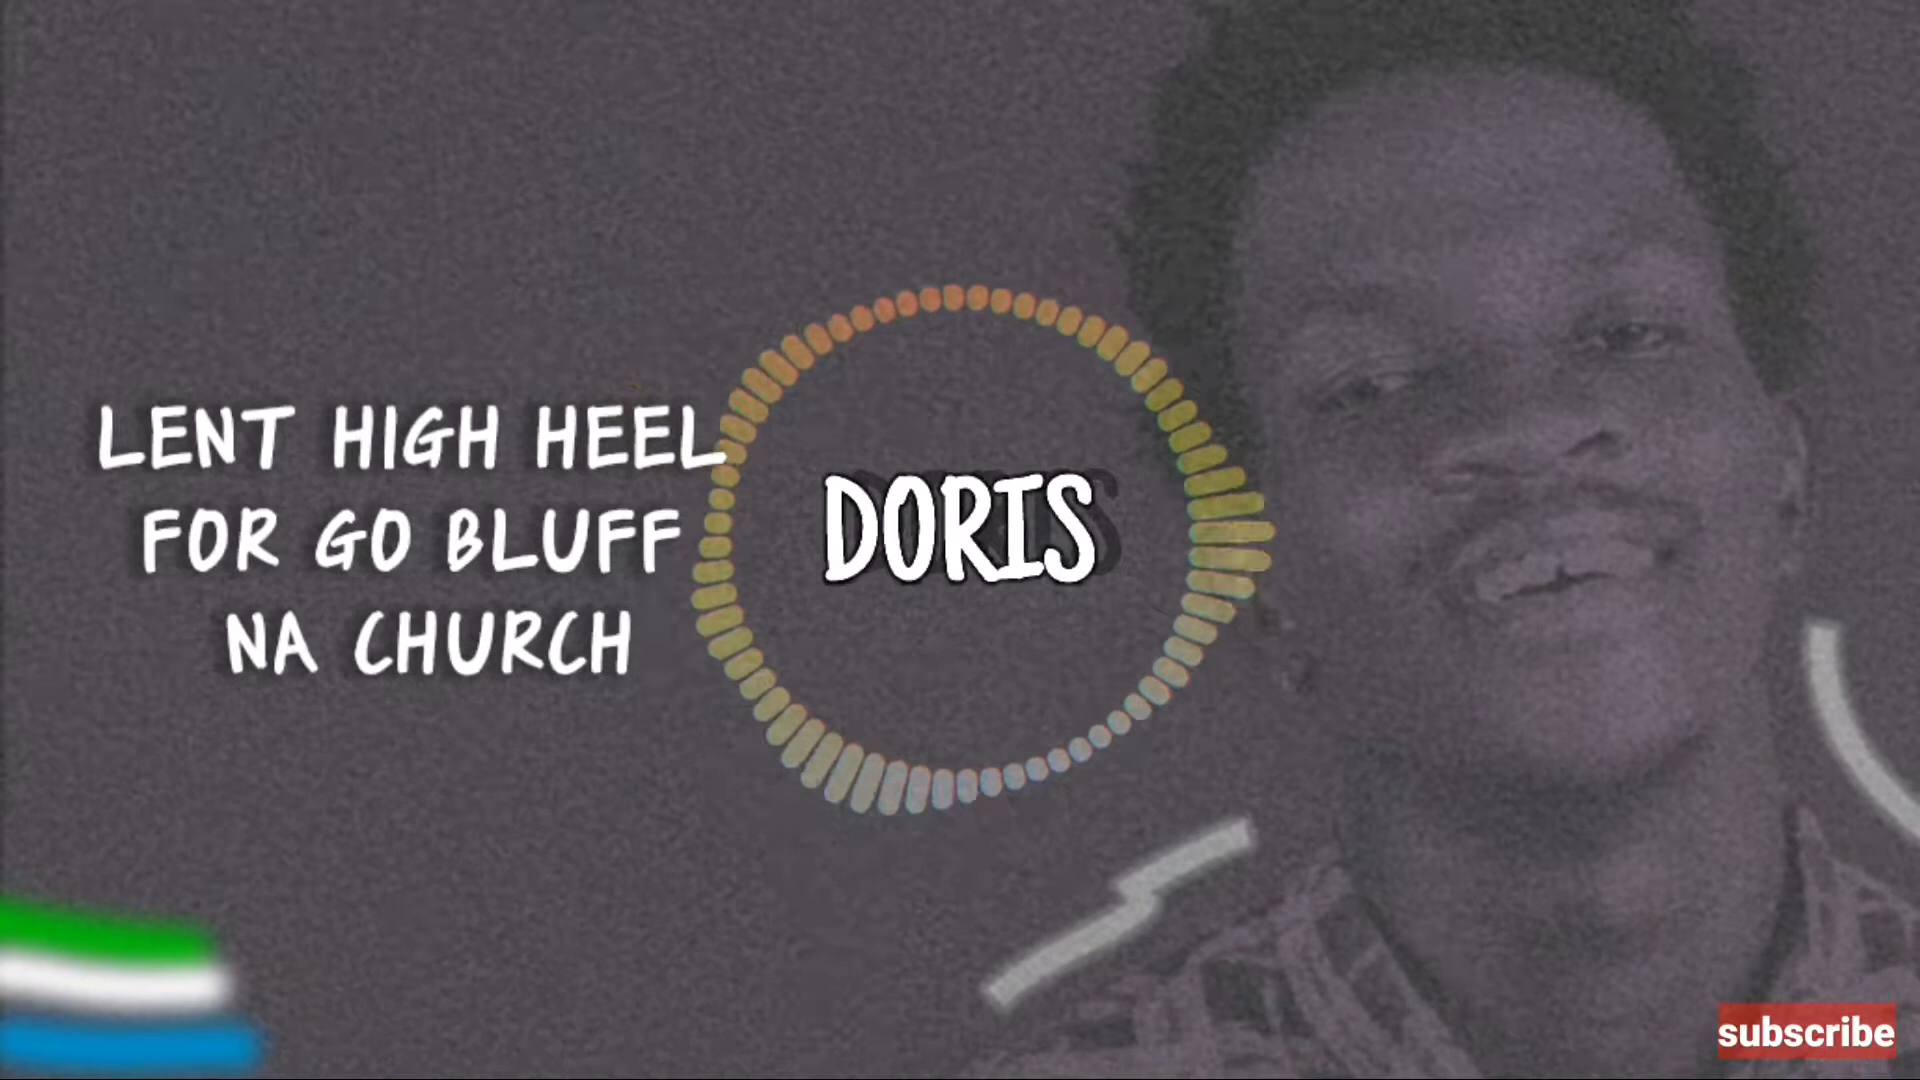 LENT HIGH HEEL
FOR GO BLUFF
NA CHURCH
DORIS
subscribe